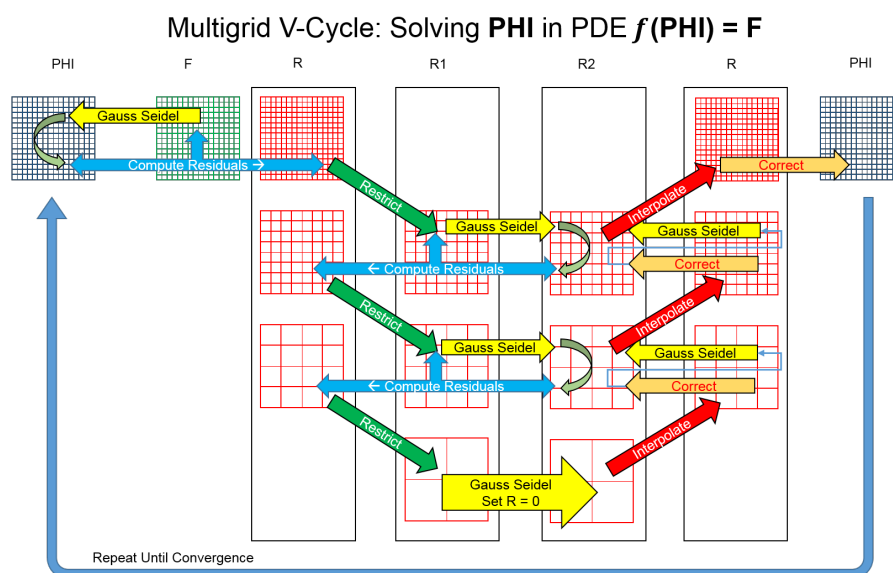 Multigrid V-Cycle: Solving PHI in PDE f(PHI) = F
PHI
F
R
R1
R2
R
PHI
Gauss Seidel
Compute Residuals →
Correct
Restrict
Interpolate
Gauss Seidel
Gauss Seidel
← Compute Residuals
Correct
Restrict
Interpolate
Gauss Seidel
Gauss Seidel
← Compute Residuals
Correct
Restrict
Interpolate
Gauss Seidel
Set R = 0
Repeat Until Convergence